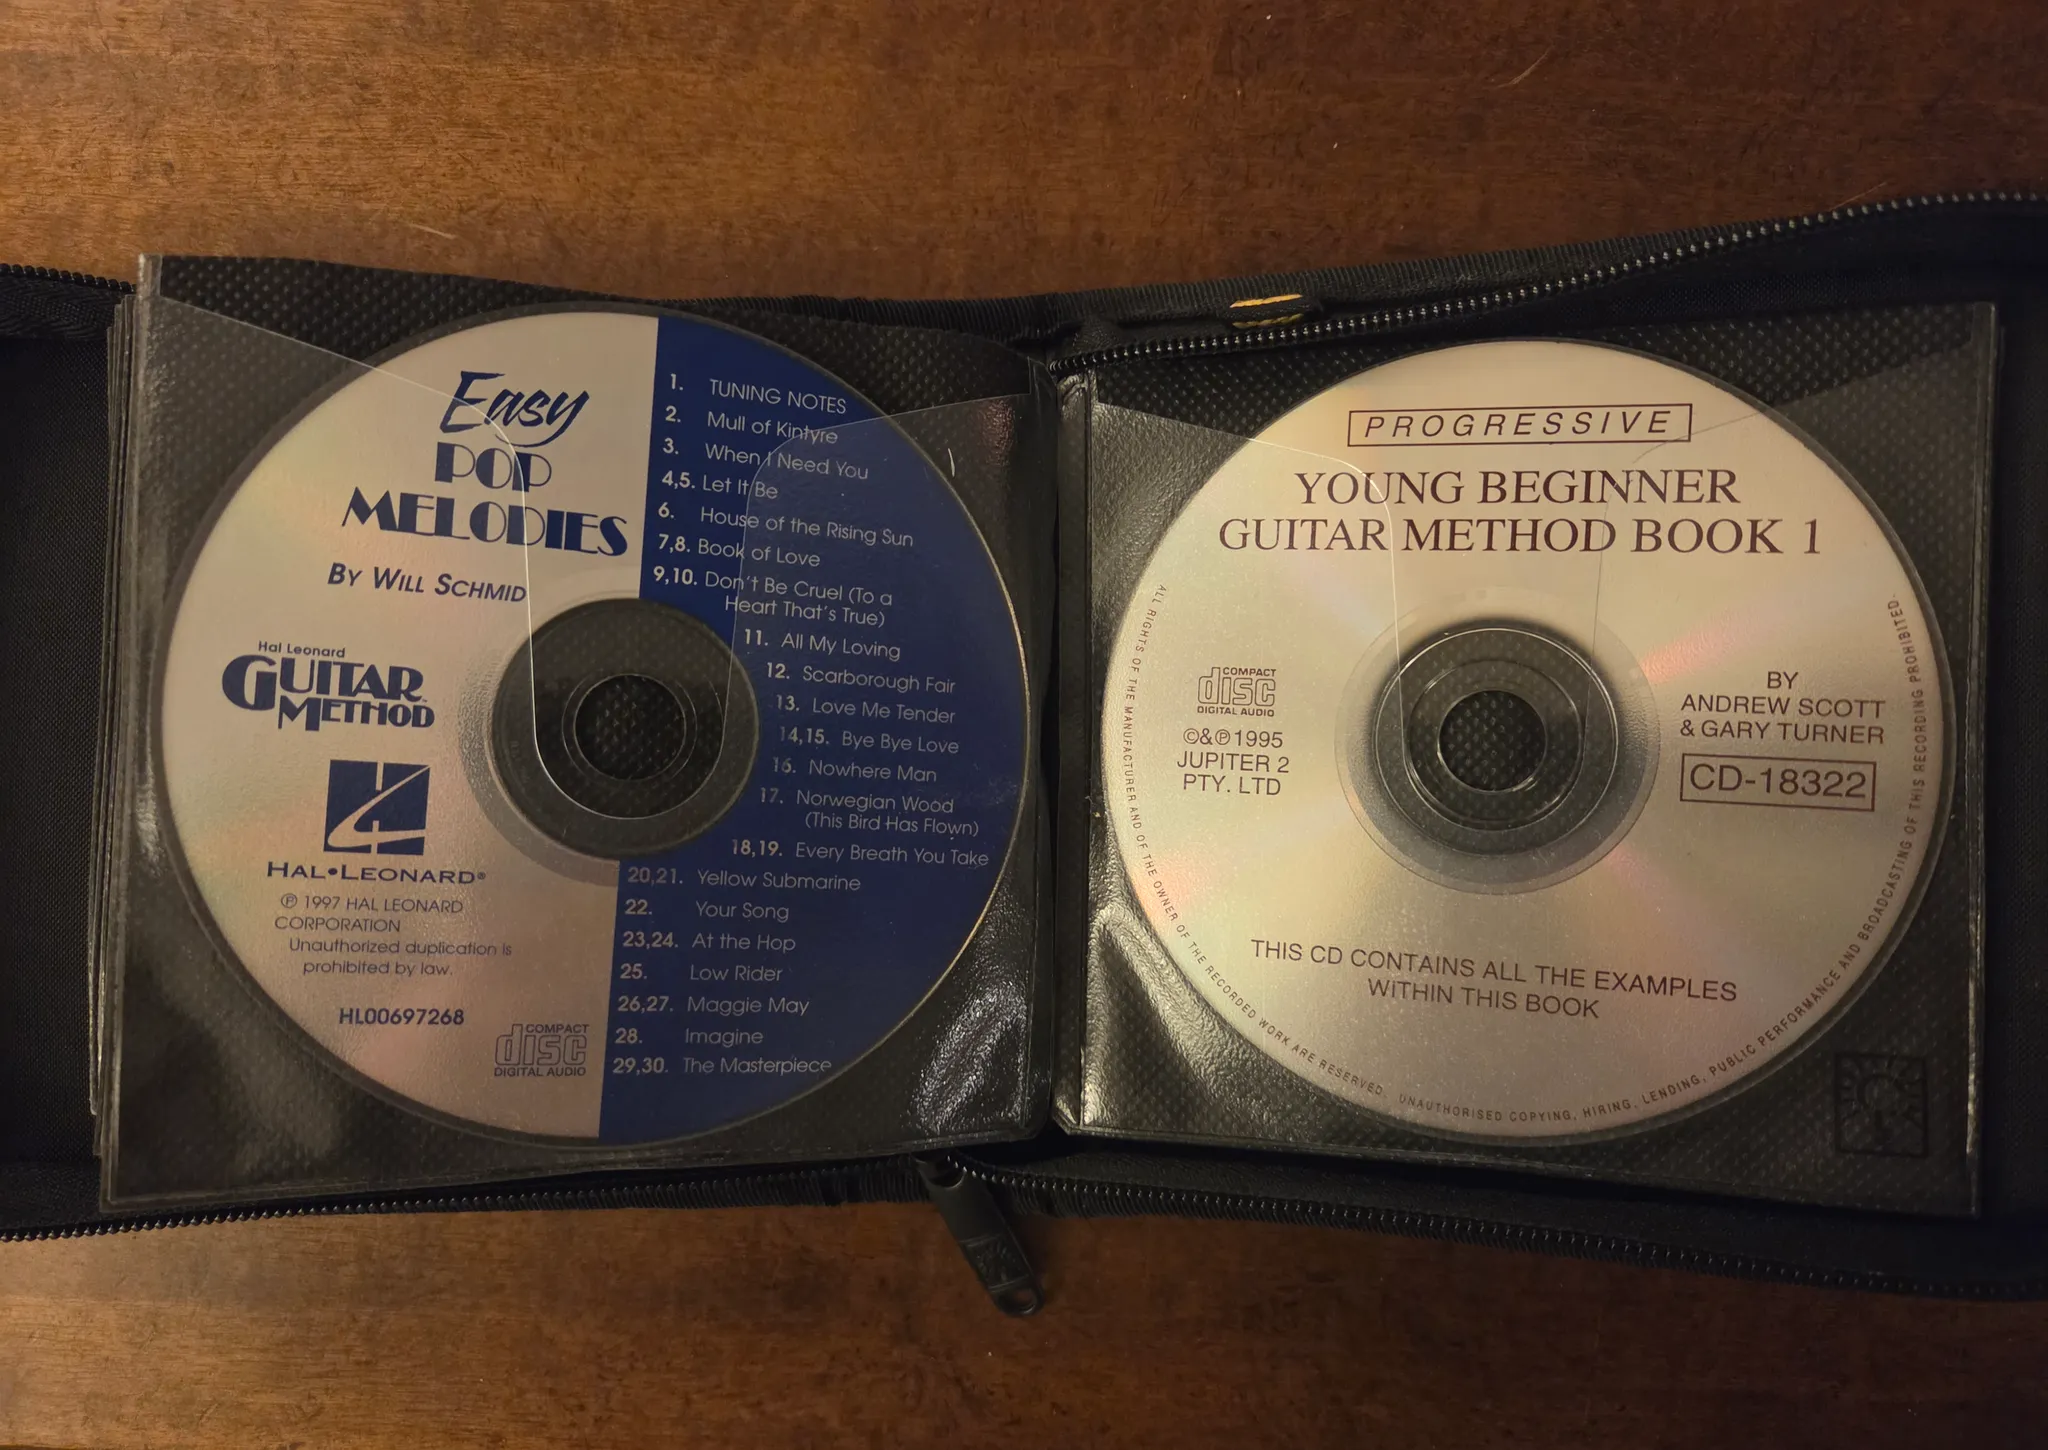 Easy
POP
MELODIES
BY WILL SCHMID
Hal Leonard
GUITAR
METHOD™
HAL•LEONARD®
℗ 1997 HAL LEONARD
CORPORATION
Unauthorized duplication is
prohibited by law.
HL00697268
COMPACT
disc
DIGITAL AUDIO
1. TUNING NOTES
2. Mull of Kintyre
3. When I Need You
4,5. Let It Be
6. House of the Rising Sun
7,8. Book of Love
9,10. Don't Be Cruel (To a
Heart That's True)
11. All My Loving
12. Scarborough Fair
13. Love Me Tender
14,15. Bye Bye Love
16. Nowhere Man
17. Norwegian Wood
(This Bird Has Flown)
18,19. Every Breath You Take
20,21. Yellow Submarine
22. Your Song
23,24. At the Hop
25. Low Rider
26,27. Maggie May
28. Imagine
29,30. The Masterpiece
PROGRESSIVE
YOUNG BEGINNER
GUITAR METHOD BOOK 1
COMPACT
disc
DIGITAL AUDIO
©&℗1995
JUPITER 2
PTY. LTD
BY
ANDREW SCOTT
& GARY TURNER
CD-18322
THIS CD CONTAINS ALL THE EXAMPLES
WITHIN THIS BOOK
ALL RIGHTS OF THE MANUFACTURER AND OF THE OWNER OF THE RECORDED WORK ARE RESERVED. UNAUTHORISED COPYING, HIRING, LENDING, PUBLIC PERFORMANCE AND BROADCASTING OF THIS RECORDING PROHIBITED.